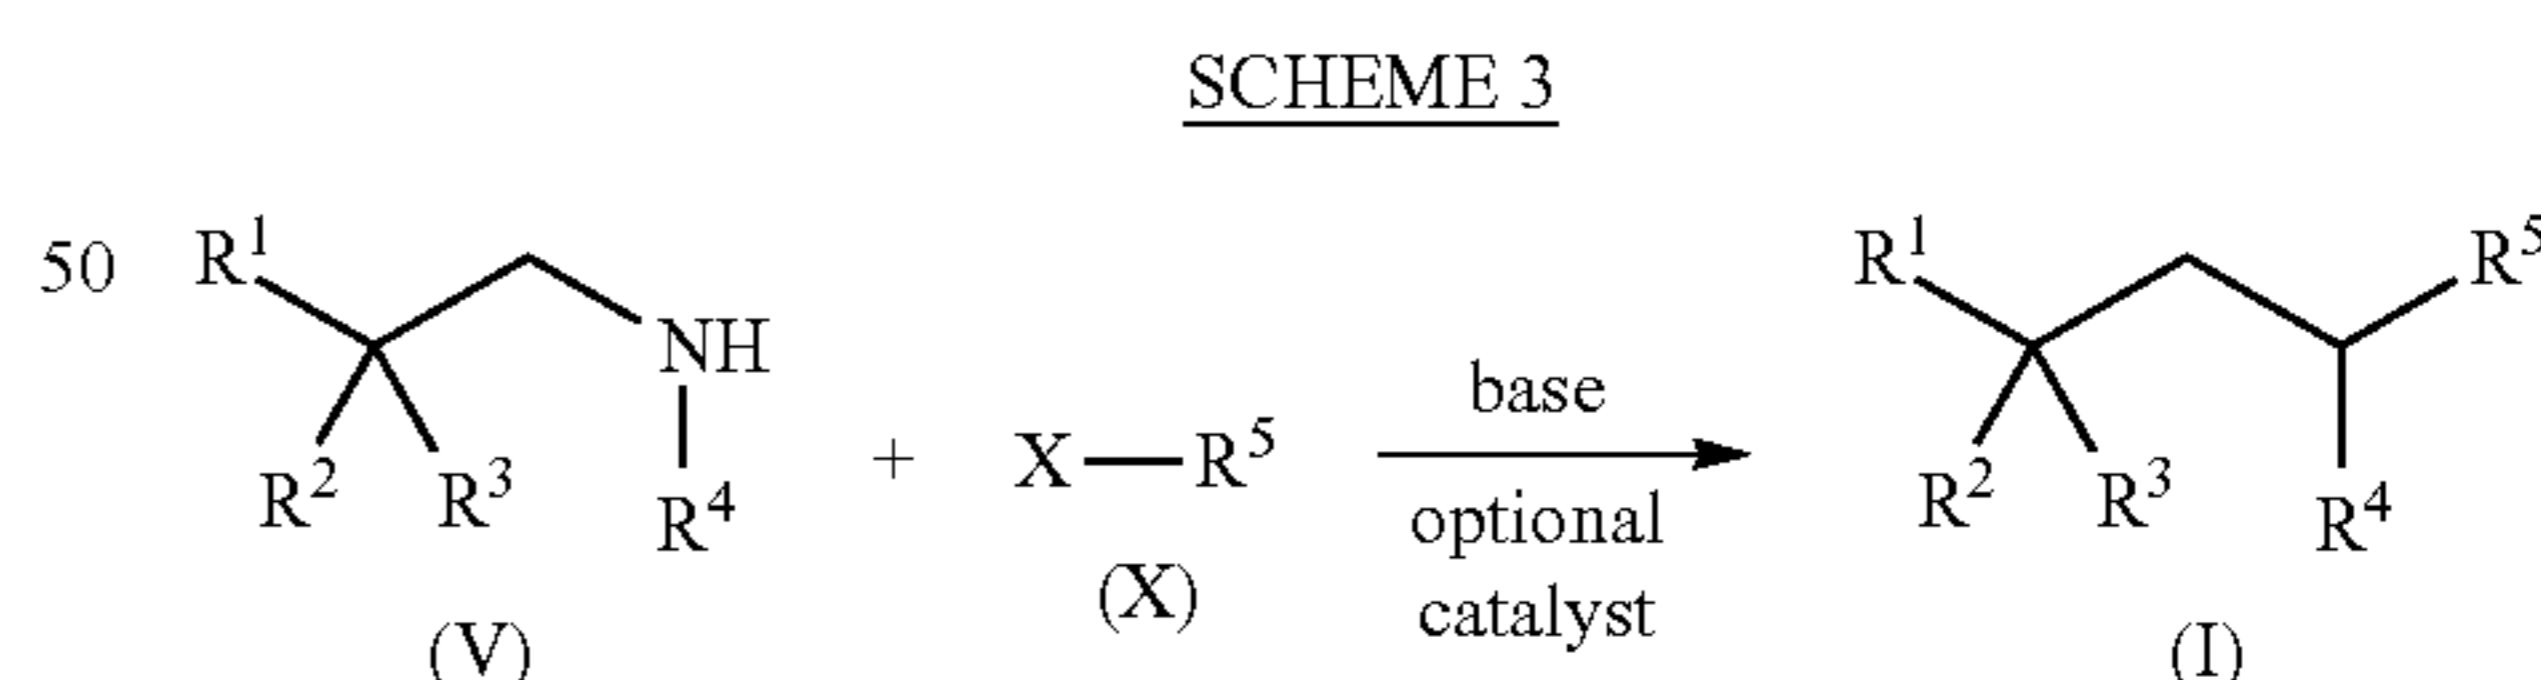 SCHEME 3
50
R¹
NH
R²
R³
R⁴
(V)
+
X—R⁵
(X)
base
optional
catalyst
R¹
R⁵
R²
R³
R⁴
(I)